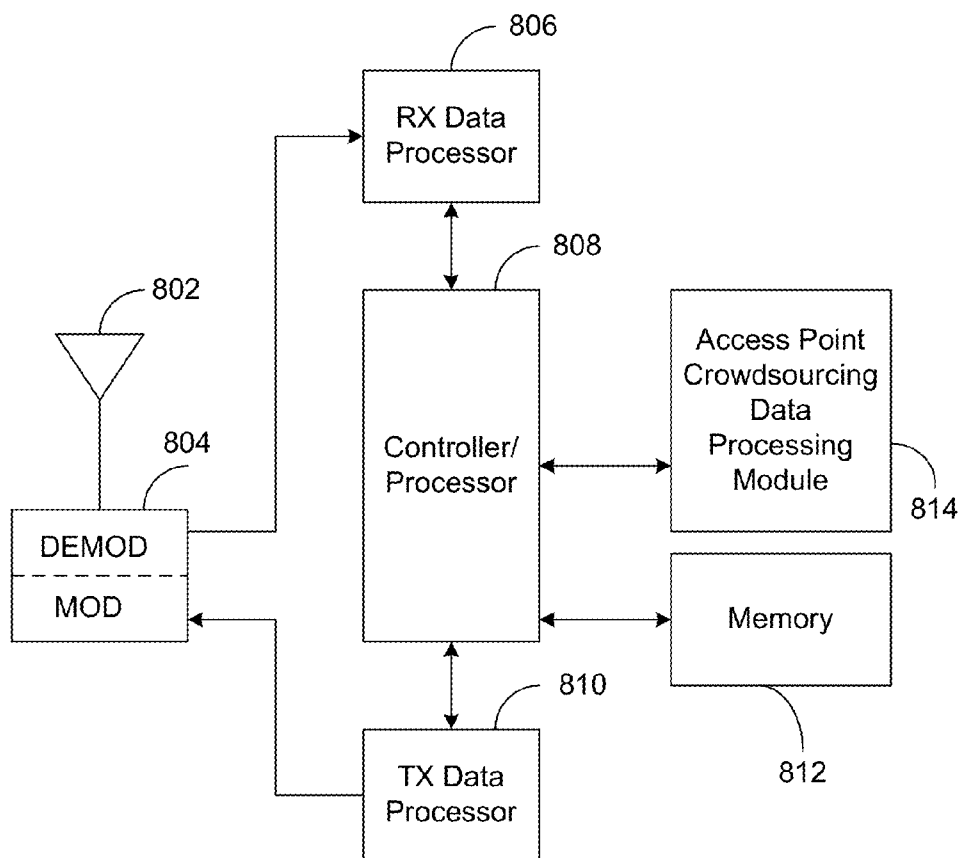 806
RX Data
Processor
808
802
Access Point
Crowdsourcing
Data
Processing
Module
804
Controller/
Processor
814
DEMOD
MOD
Memory
810
812
TX Data
Processor